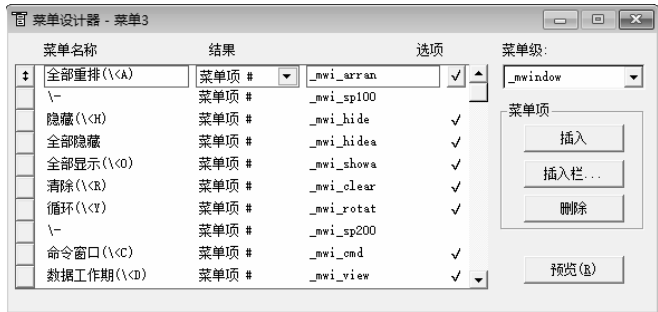 菜单设计器 - 菜单3
菜单名称 结果 选项 菜单级:
全部重排(\<A) 菜单项 # _mwi_arran √ _mwindow
\- 菜单项 # _mwi_sp100
菜单项
隐藏(\<H) 菜单项 # _mwi_hide √
全部隐藏 菜单项 # _mwi_hidea √ 插入
全部显示(\<O) 菜单项 # _mwi_showa √
插入栏...
清除(\<R) 菜单项 # _mwi_clear √
循环(\<Y) 菜单项 # _mwi_rotat √ 删除
\- 菜单项 # _mwi_sp200
命令窗口(\<C) 菜单项 # _mwi_cmd √
数据工作期(\<D) 菜单项 # _mwi_view √ 预览(R)